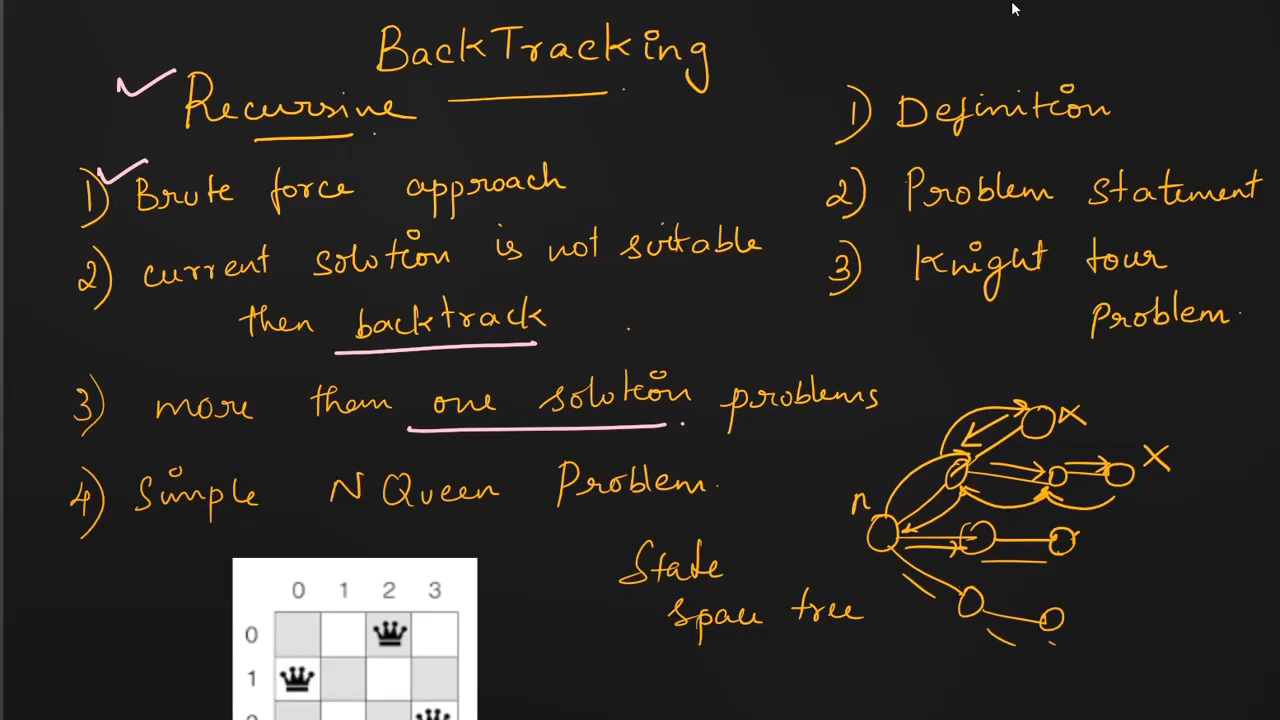 BackTracking
Recursive
1) Brute force approach
2) current solution is not suitable
then backtrack
3) more them one solution problems
4) Simple N Queen Problem.
1) Definition
2) Problem Statement
3) Knight tour
Problem.
n
State
space tree
0 1 2 3
0
1